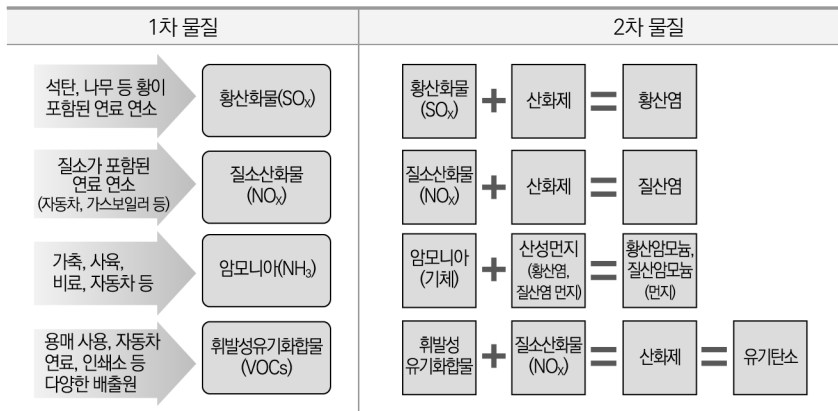 1차 물질
2차 물질
석탄, 나무 등 황이
포함된 연료 연소
황산화물(SOₓ)
황산화물
(SOₓ)
+
산화제
=
황산염
질소가 포함된
연료 연소
(자동차, 가스보일러 등)
질소산화물
(NOₓ)
질소산화물
(NOₓ)
+
산화제
=
질산염
가축, 사육,
비료, 자동차 등
암모니아(NH₃)
암모니아
(기체)
+
산성먼지
(황산염,
질산염 먼지)
=
황산암모늄,
질산암모늄
(먼지)
용매 사용, 자동차
연료, 인쇄소 등
다양한 배출원
휘발성유기화합물
(VOCs)
휘발성
유기화합물
+
질소산화물
(NOₓ)
=
산화제
=
유기탄소